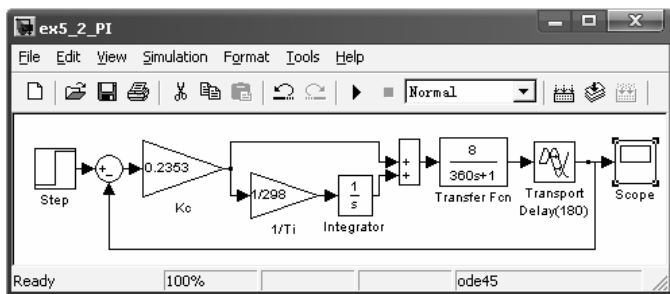 ex5_2_PI
File Edit View Simulation Format Tools Help
Normal
Step
+
-
0.2353
Kc
1/298
1/Ti
1
s
Integrator
+
+
8
360s+1
Transfer Fcn
Transport
Delay(180)
Scope
Ready
100%
ode45